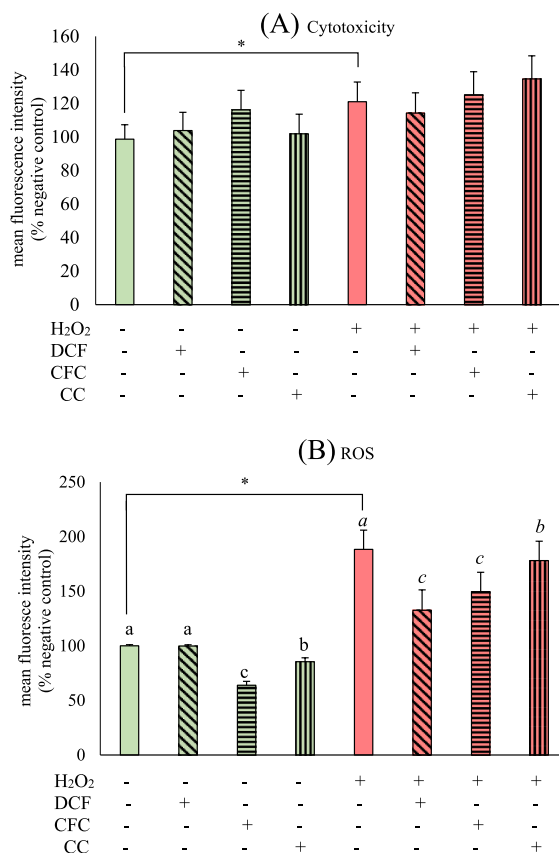 (A) Cytotoxicity
mean fluorescence intensity
(% negative control)
160
140
120
100
80
60
40
20
0
*
H₂O₂ - - - - + + + +
DCF - + - - - + - -
CFC - - + - - - + -
CC - - - + - - - +
(B) ROS
mean fluoresce intensity
(% negative control)
250
200
150
100
50
0
*
a a c b a c c b
H₂O₂ - - - - + + + +
DCF - + - - - + - -
CFC - - + - - - + -
CC - - - + - - - +